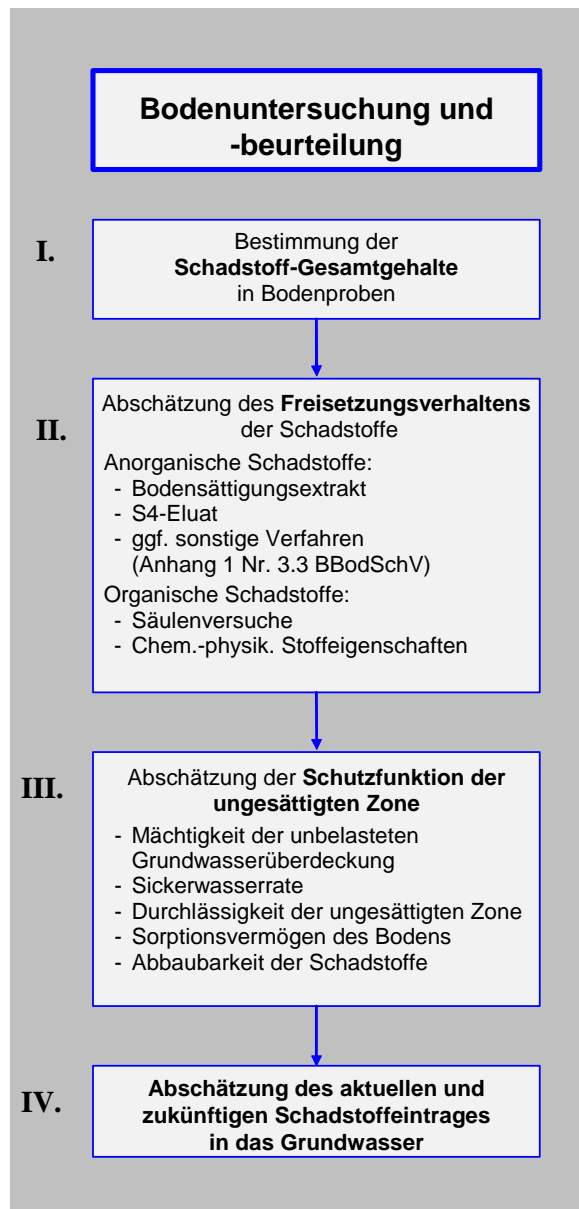 Bodenuntersuchung und
-beurteilung
I.
Bestimmung der
Schadstoff-Gesamtgehalte
in Bodenproben
II.
Abschätzung des Freisetzungsverhaltens
der Schadstoffe
Anorganische Schadstoffe:
- Bodensättigungsextrakt
- S4-Eluat
- ggf. sonstige Verfahren
(Anhang 1 Nr. 3.3 BBodSchV)
Organische Schadstoffe:
- Säulenversuche
- Chem.-physik. Stoffeigenschaften
III.
Abschätzung der Schutzfunktion der
ungesättigten Zone
- Mächtigkeit der unbelasteten
Grundwasserüberdeckung
- Sickerwasserrate
- Durchlässigkeit der ungesättigten Zone
- Sorptionsvermögen des Bodens
- Abbaubarkeit der Schadstoffe
IV.
Abschätzung des aktuellen und
zukünftigen Schadstoffeintrages
in das Grundwasser